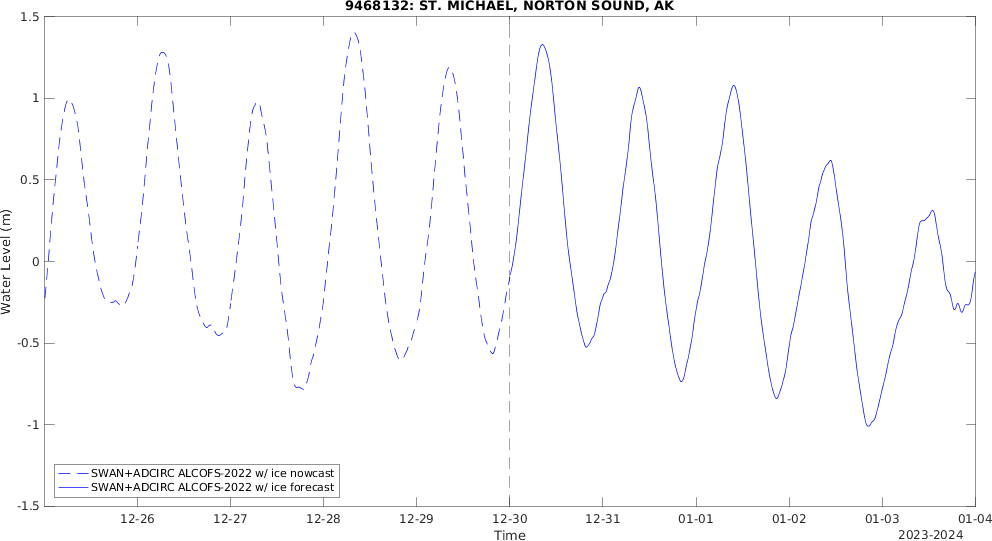 9468132: ST. MICHAEL, NORTON SOUND, AK
1.5
1
0.5
0
-0.5
-1
-1.5
Water Level (m)
SWAN+ADCIRC ALCOFS-2022 w/ ice nowcast
SWAN+ADCIRC ALCOFS-2022 w/ ice forecast
12-26 12-27 12-28 12-29 12-30 12-31 01-01 01-02 01-03 01-04
Time
2023-2024